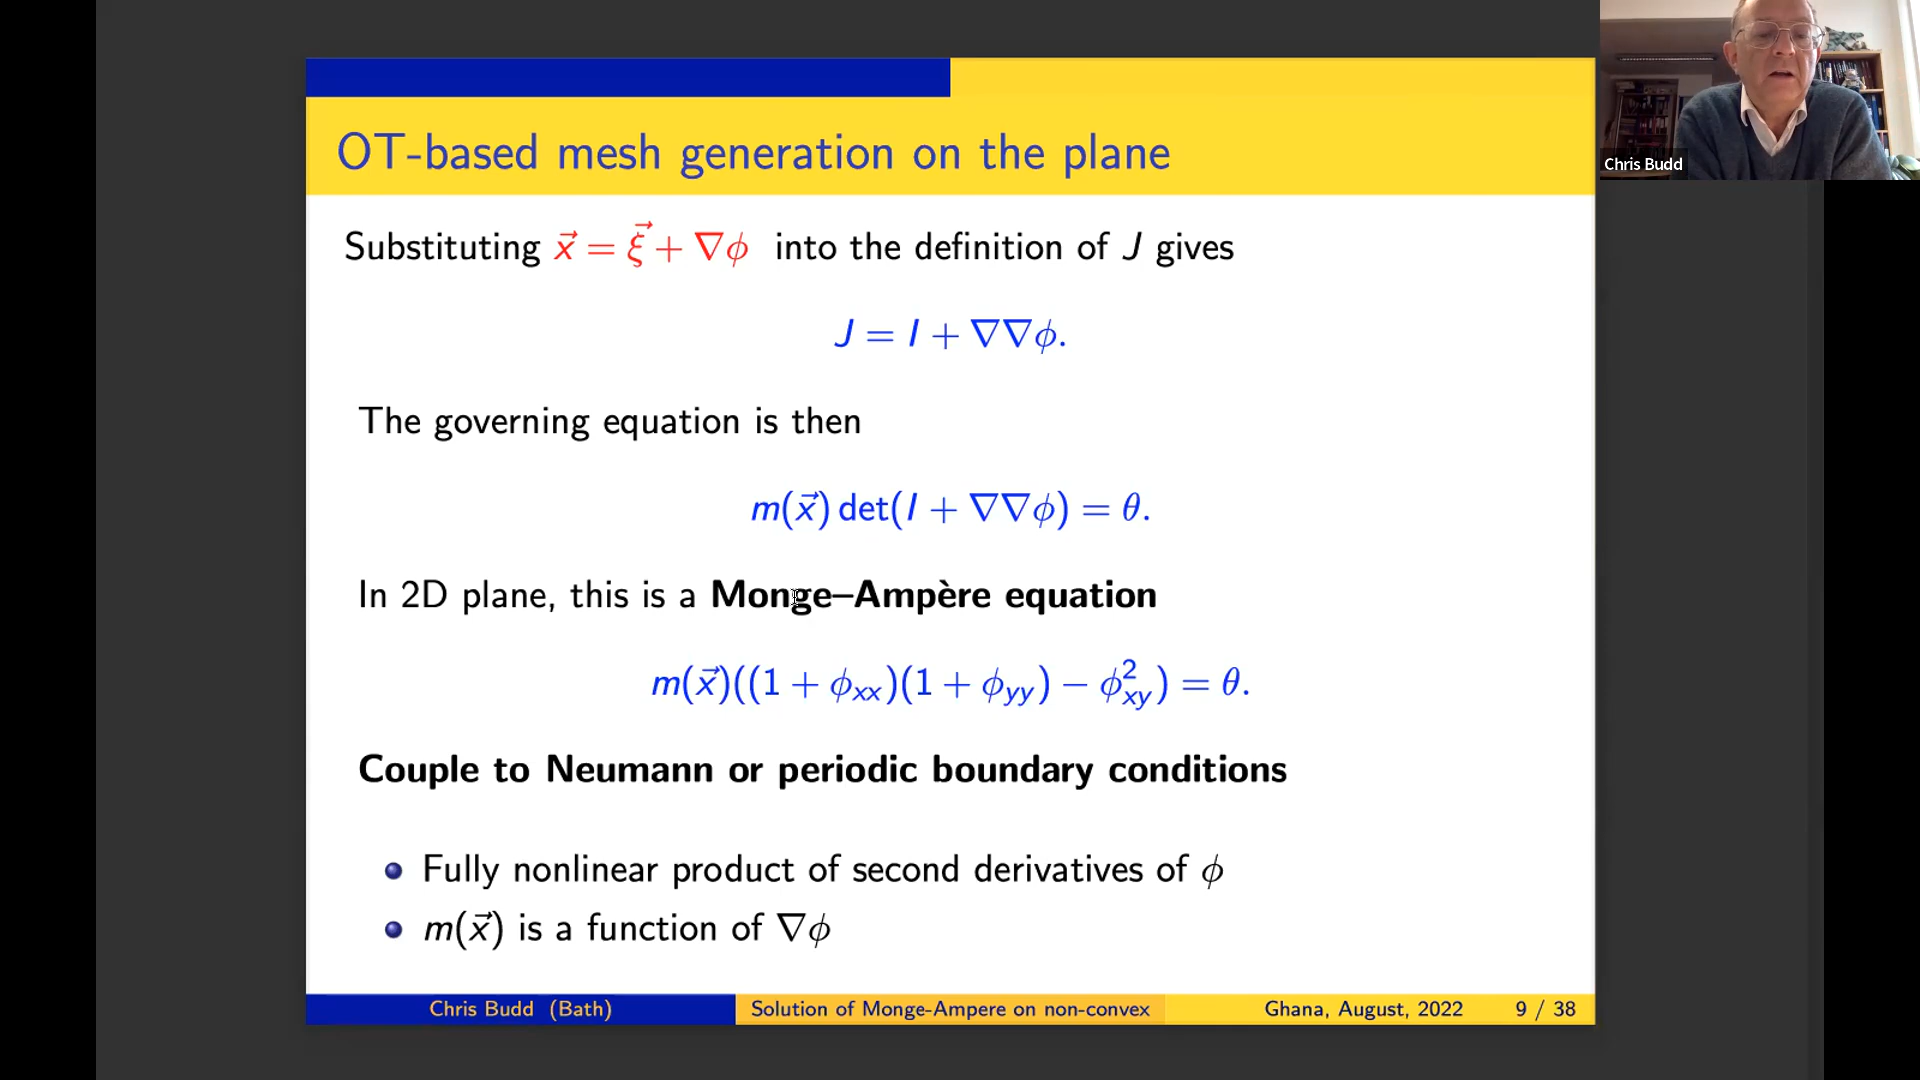 Chris Budd
OT-based mesh generation on the plane
Substituting x⃗ = ξ⃗ + ∇ϕ into the definition of J gives
J = I + ∇∇ϕ.
The governing equation is then
m(x⃗) det(I + ∇∇ϕ) = θ.
In 2D plane, this is a Monge–Ampère equation
m(x⃗)((1 + ϕ_xx)(1 + ϕ_yy) − ϕ²_xy) = θ.
Couple to Neumann or periodic boundary conditions
Fully nonlinear product of second derivatives of ϕ
m(x⃗) is a function of ∇ϕ
Chris Budd (Bath) Solution of Monge-Ampere on non-convex Ghana, August, 2022 9 / 38